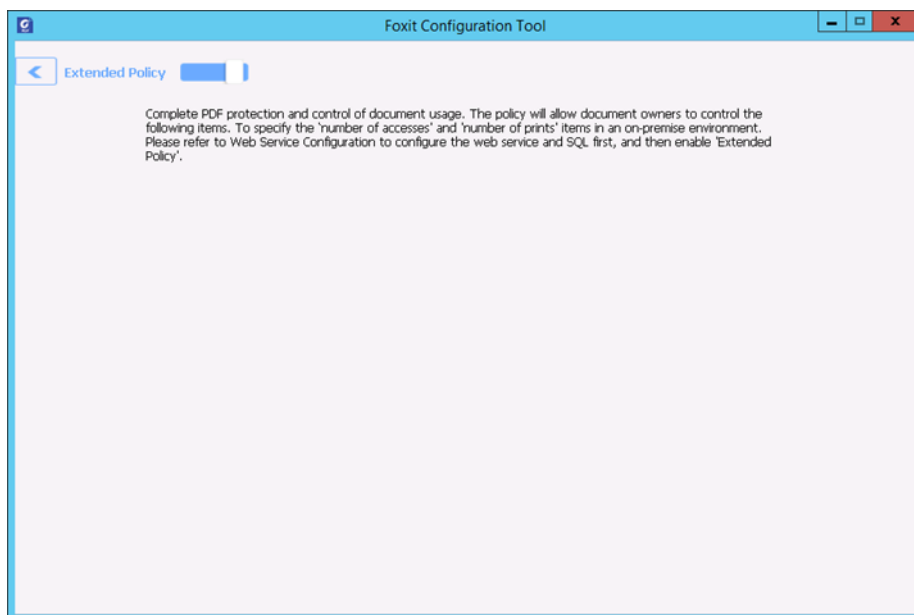 Foxit Configuration Tool
Extended Policy
Complete PDF protection and control of document usage. The policy will allow document owners to control the
following items. To specify the 'number of accesses' and 'number of prints' items in an on-premise environment.
Please refer to Web Service Configuration to configure the web service and SQL first, and then enable 'Extended
Policy'.